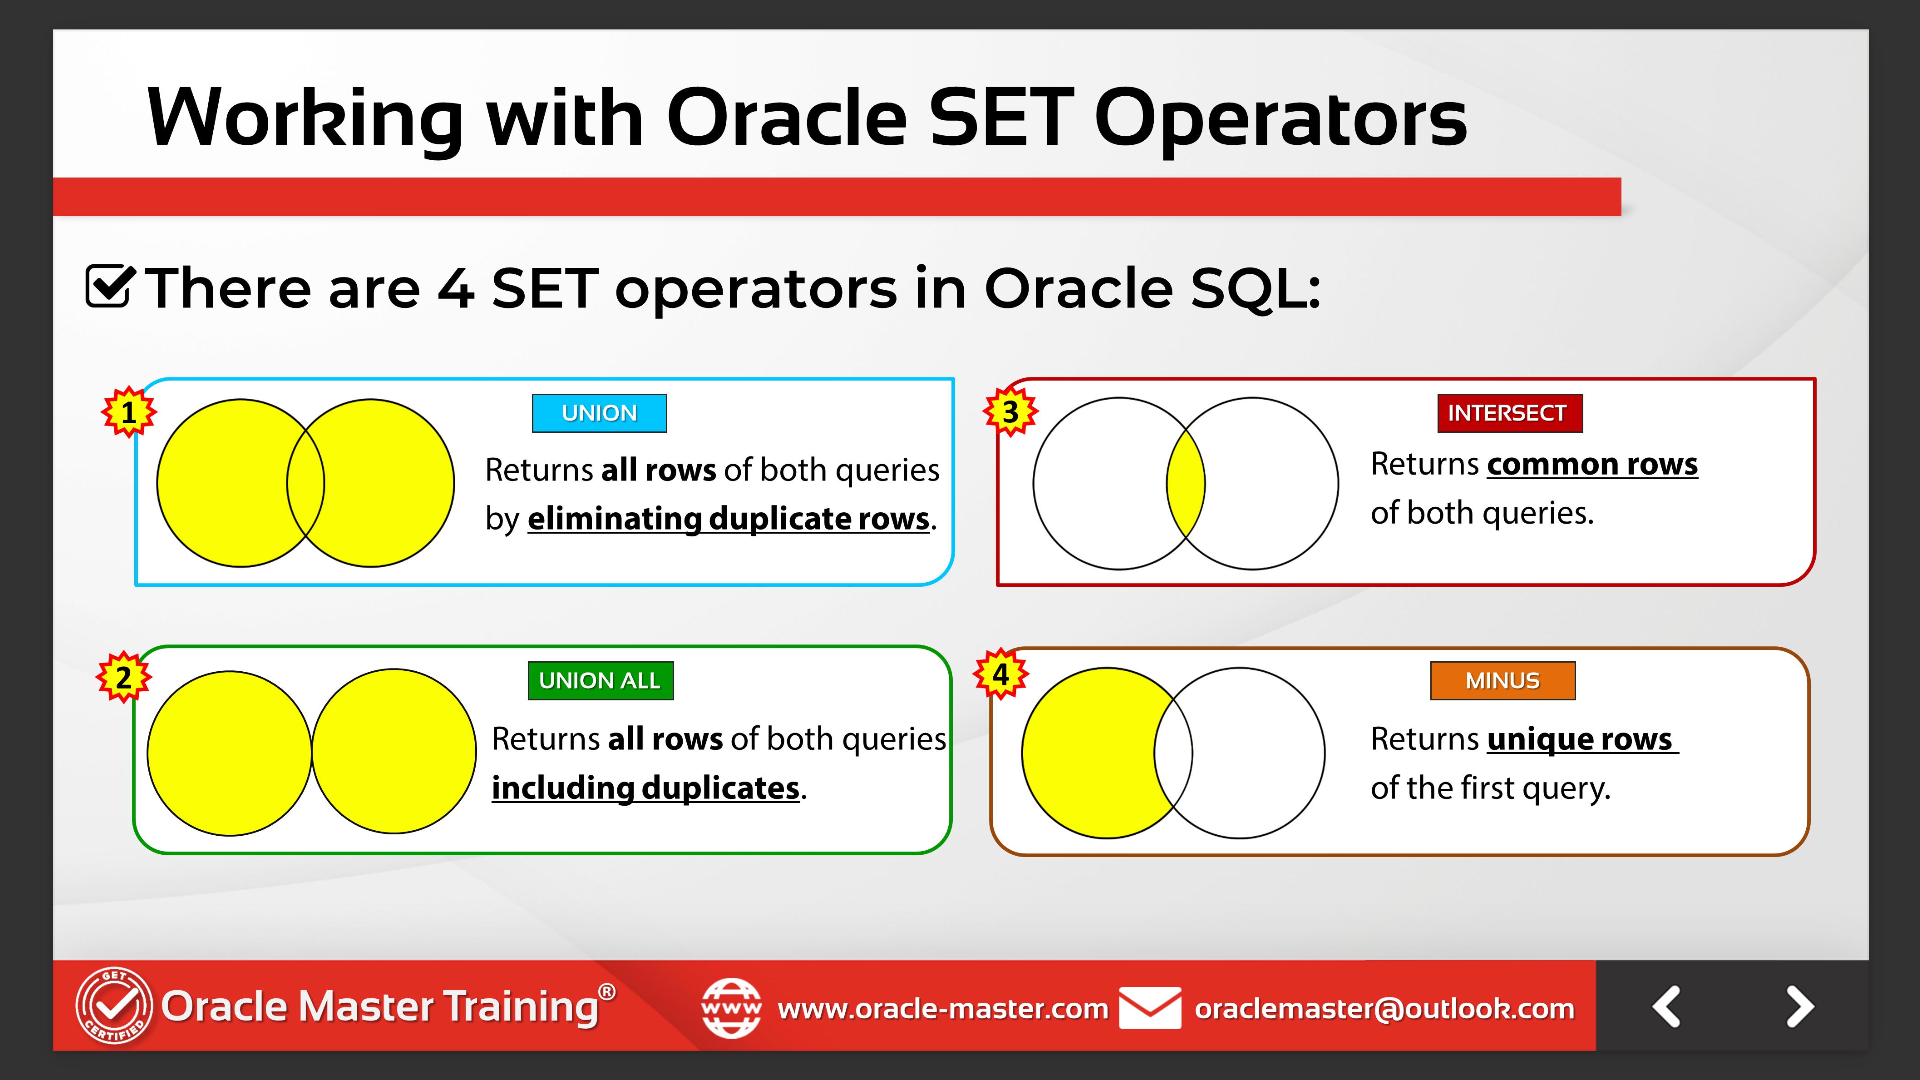 Working with Oracle SET Operators
There are 4 SET operators in Oracle SQL:
1
UNION
Returns all rows of both queries
by eliminating duplicate rows.
2
UNION ALL
Returns all rows of both queries
including duplicates.
3
INTERSECT
Returns common rows
of both queries.
4
MINUS
Returns unique rows
of the first query.
GET
CERTIFIED
Oracle Master Training®
www
www.oracle-master.com
oraclemaster@outlook.com